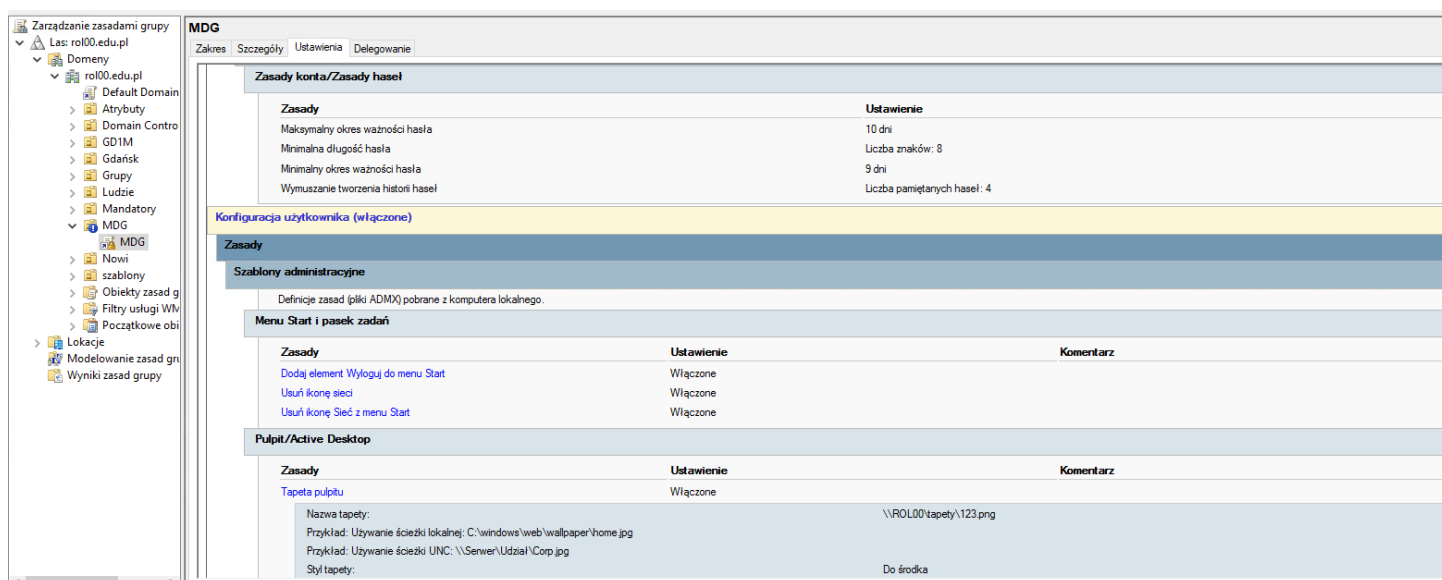 Zarządzanie zasadami grupy
Las: rol00.edu.pl
Domeny
rol00.edu.pl
Default Domain
Atrybuty
Domain Contro
GD1M
Gdańsk
Grupy
Ludzie
Mandatory
MDG
MDG
Nowi
szablony
Obiekty zasad g
Filtry usługi WM
Początkowe obi
Lokacje
Modelowanie zasad gru
Wyniki zasad grupy
MDG
Zakres Szczegóły Ustawienia Delegowanie
Zasady konta/Zasady haseł
Zasady Ustawienie
Maksymalny okres ważności hasła 10 dni
Minimalna długość hasła Liczba znaków: 8
Minimalny okres ważności hasła 9 dni
Wymuszanie tworzenia historii haseł Liczba pamiętanych haseł: 4
Konfiguracja użytkownika (włączone)
Zasady
Szablony administracyjne
Definicje zasad (pliki ADMX) pobrane z komputera lokalnego.
Menu Start i pasek zadań
Zasady Ustawienie Komentarz
Dodaj element Wyloguj do menu Start Włączone
Usuń ikonę sieci Włączone
Usuń ikonę Sieć z menu Start Włączone
Pulpit/Active Desktop
Zasady Ustawienie Komentarz
Tapeta pulpitu Włączone
Nazwa tapety: \\ROL00\tapety\123.png
Przykład: Używanie ścieżki lokalnej: C:\windows\web\wallpaper\home.jpg
Przykład: Używanie ścieżki UNC: \\Serwer\Udział\Corp.jpg
Styl tapety: Do środka